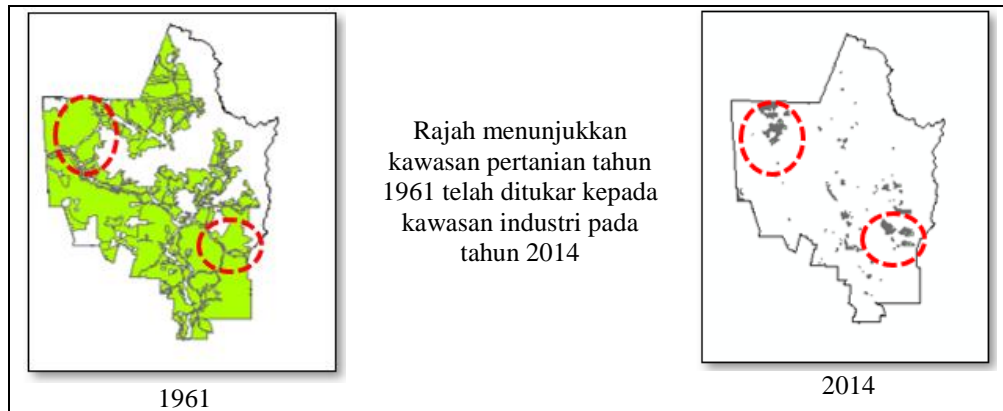 Rajah menunjukkan
kawasan pertanian tahun
1961 telah ditukar kepada
kawasan industri pada
tahun 2014
1961
2014